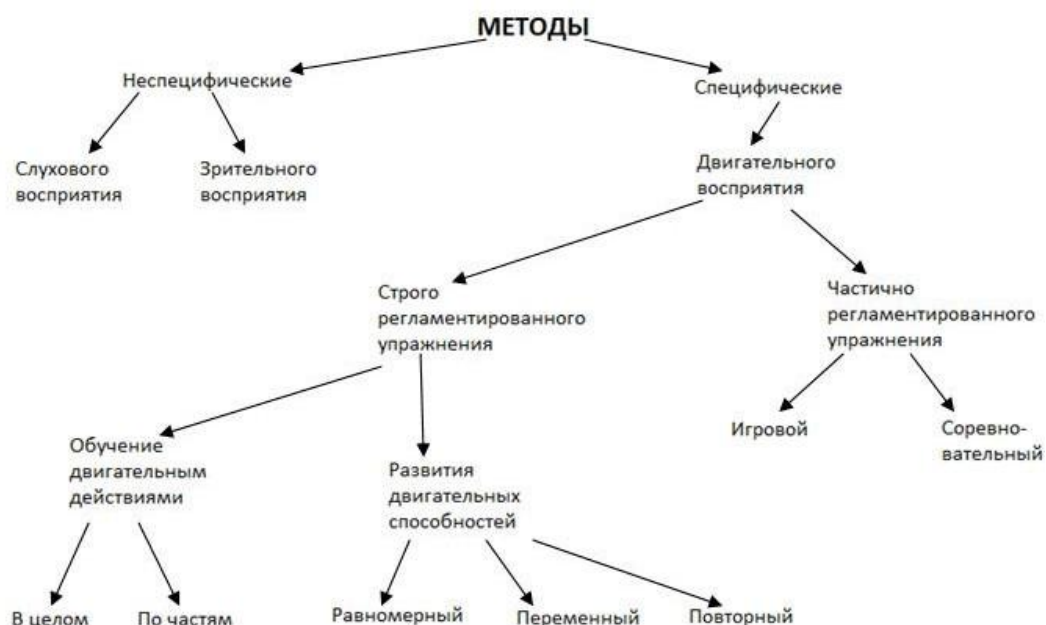 МЕТОДЫ
Неспецифические
Специфические
Слухового
восприятия
Зрительного
восприятия
Двигательного
восприятия
Строго
регламентированного
упражнения
Частично
регламентированного
упражнения
Игровой
Соревно-
вательный
Обучение
двигательным
действиями
Развития
двигательных
способностей
В целом
По частям
Равномерный
Переменный
Повторный